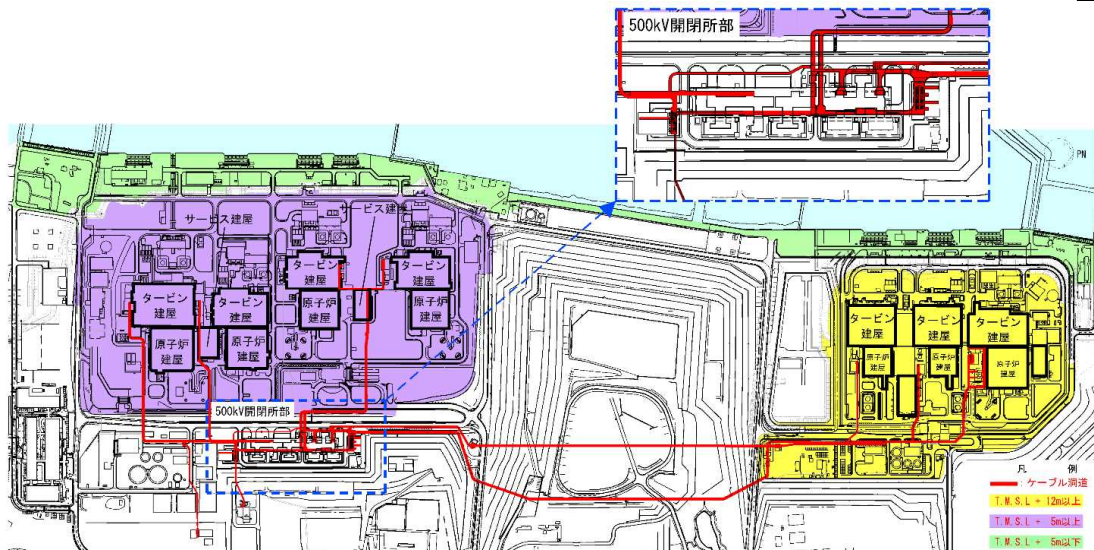 500kV開閉所部
PN
サービス建屋
サービス建屋
タービン
建屋
タービン
建屋
タービン
建屋
タービン
建屋
原子炉
建屋
原子炉
建屋
原子炉
建屋
原子炉
建屋
タービン
建屋
タービン
建屋
タービン
建屋
原子炉
建屋
原子炉
建屋
原子炉
建屋
500kV開閉所部
凡 例
ケーブル洞道
T.M.S.L + 12m以上
T.M.S.L + 5m以上
T.M.S.L + 5m以下